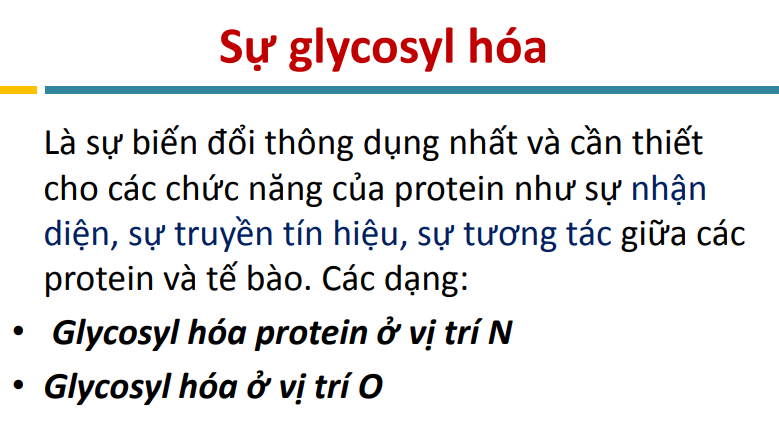 Sự glycosyl hóa
Là sự biến đổi thông dụng nhất và cần thiết
cho các chức năng của protein như sự nhận
diện, sự truyền tín hiệu, sự tương tác giữa các
protein và tế bào. Các dạng:
• Glycosyl hóa protein ở vị trí N
• Glycosyl hóa ở vị trí O